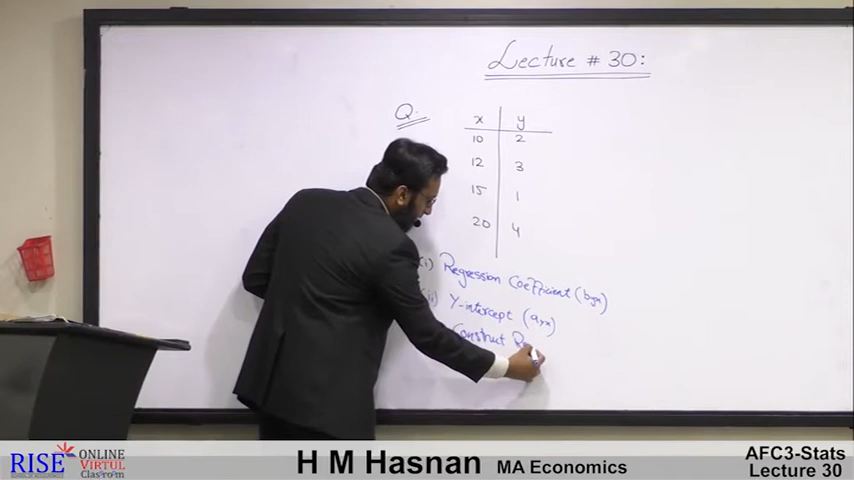 Lecture # 30:
Q.
x y
10 2
12 3
15 1
20 4
(i) Regression Coefficient (byx)
(ii) Y-intercept (ayx)
Construct
RISE ONLINE
VIRTUL
Classroom
H M Hasnan MA Economics
AFC3-Stats
Lecture 30